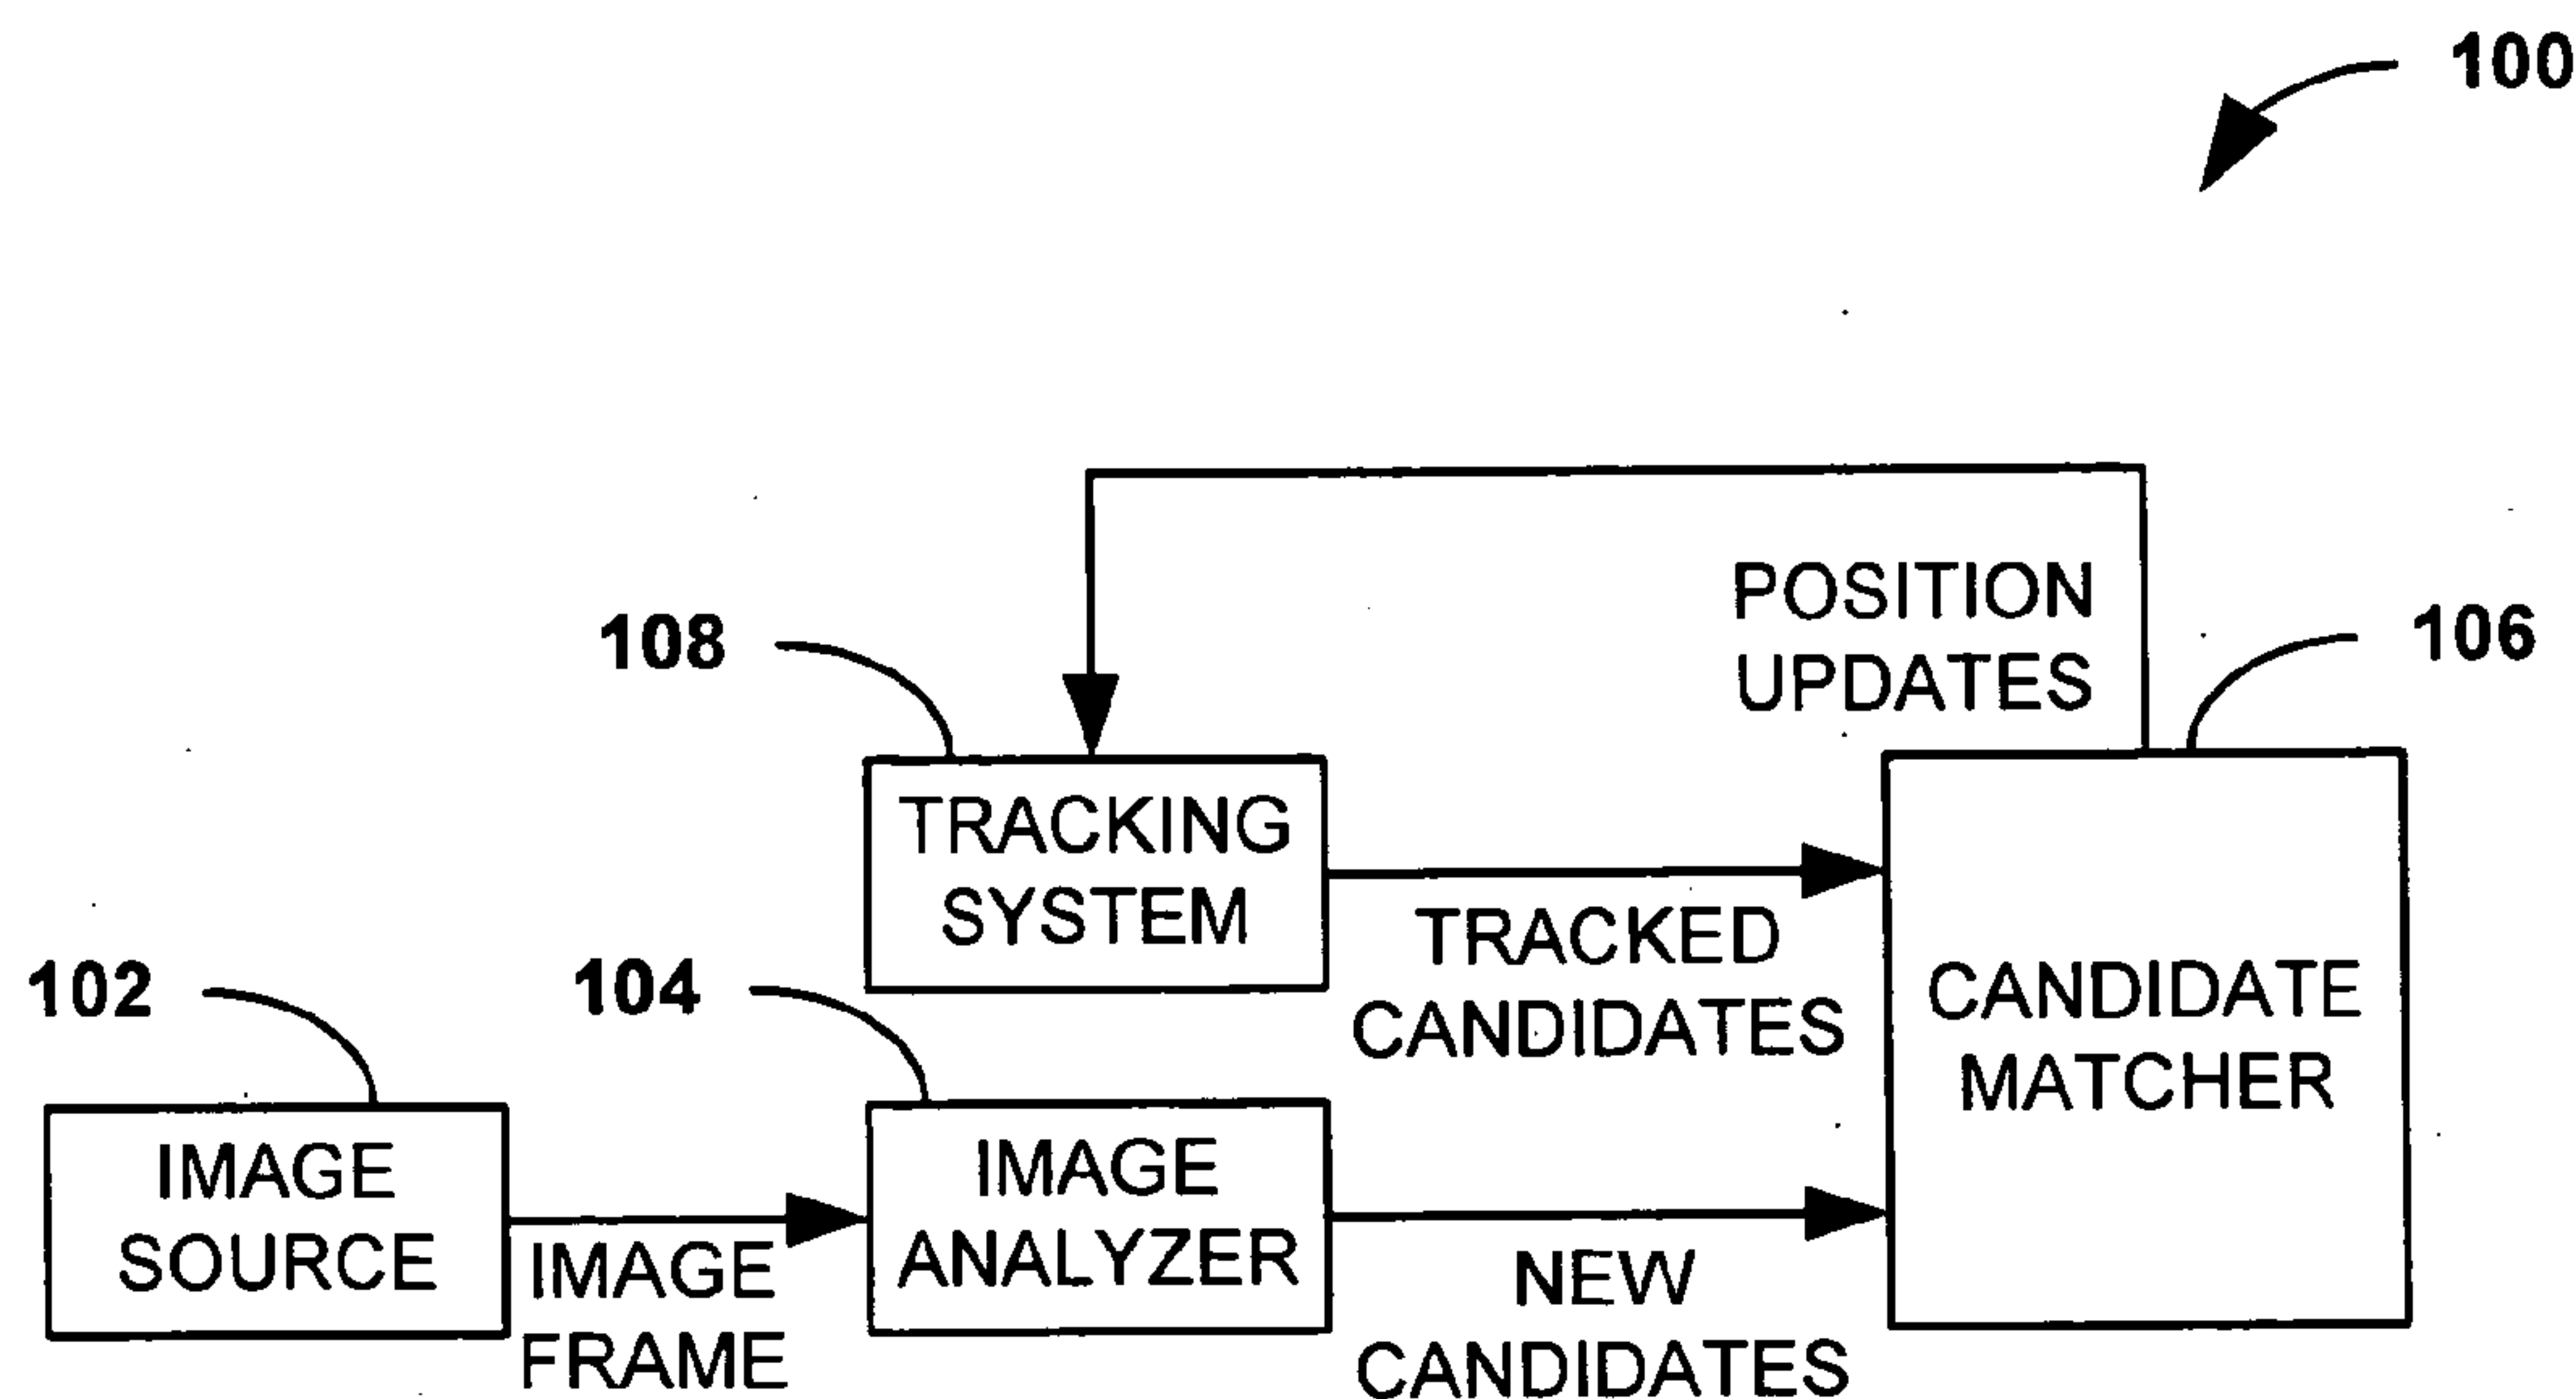 100
POSITION
UPDATES
106
108
TRACKING
SYSTEM
TRACKED
CANDIDATES
CANDIDATE
MATCHER
102
104
IMAGE
SOURCE
IMAGE
FRAME
IMAGE
ANALYZER
NEW
CANDIDATES